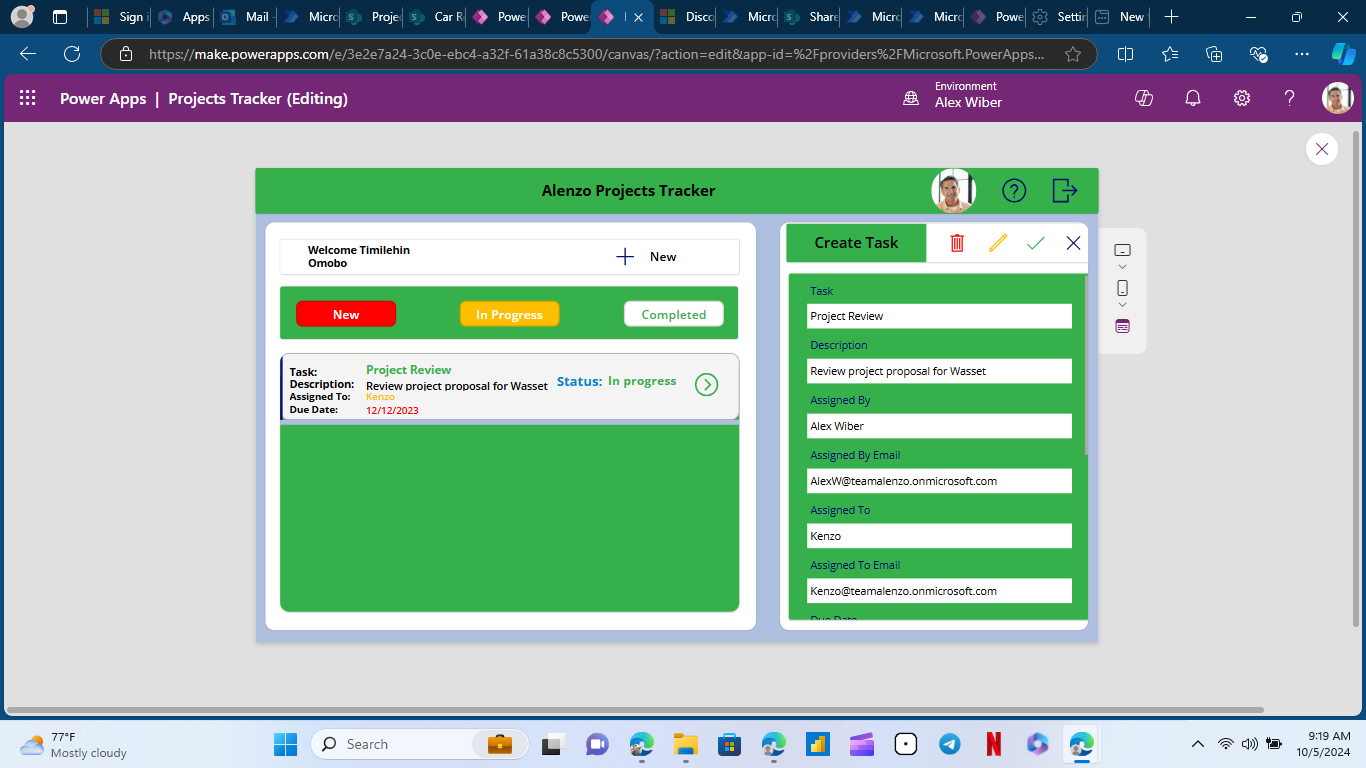 Sign i
Apps
Mail -
Micro
Proje
Car R
Powe
Powe
Disco
Micro
Share
Micro
Micro
Powe
Settin
New
https://make.powerapps.com/e/3e2e7a24-3c0e-ebc4-a32f-61a38c8c5300/canvas/?action=edit&app-id=%2Fproviders%2FMicrosoft.PowerApps...
Power Apps | Projects Tracker (Editing)
Environment
Alex Wiber
Alenzo Projects Tracker
Welcome Timilehin
Omobo
New
New
In Progress
Completed
Task:
Project Review
Description:
Review project proposal for Wasset
Assigned To:
Kenzo
Due Date:
12/12/2023
Status: In progress
Create Task
Task
Project Review
Description
Review project proposal for Wasset
Assigned By
Alex Wiber
Assigned By Email
AlexW@teamalenzo.onmicrosoft.com
Assigned To
Kenzo
Assigned To Email
Kenzo@teamalenzo.onmicrosoft.com
Due Date
77°F
Mostly cloudy
Search
9:19 AM
10/5/2024